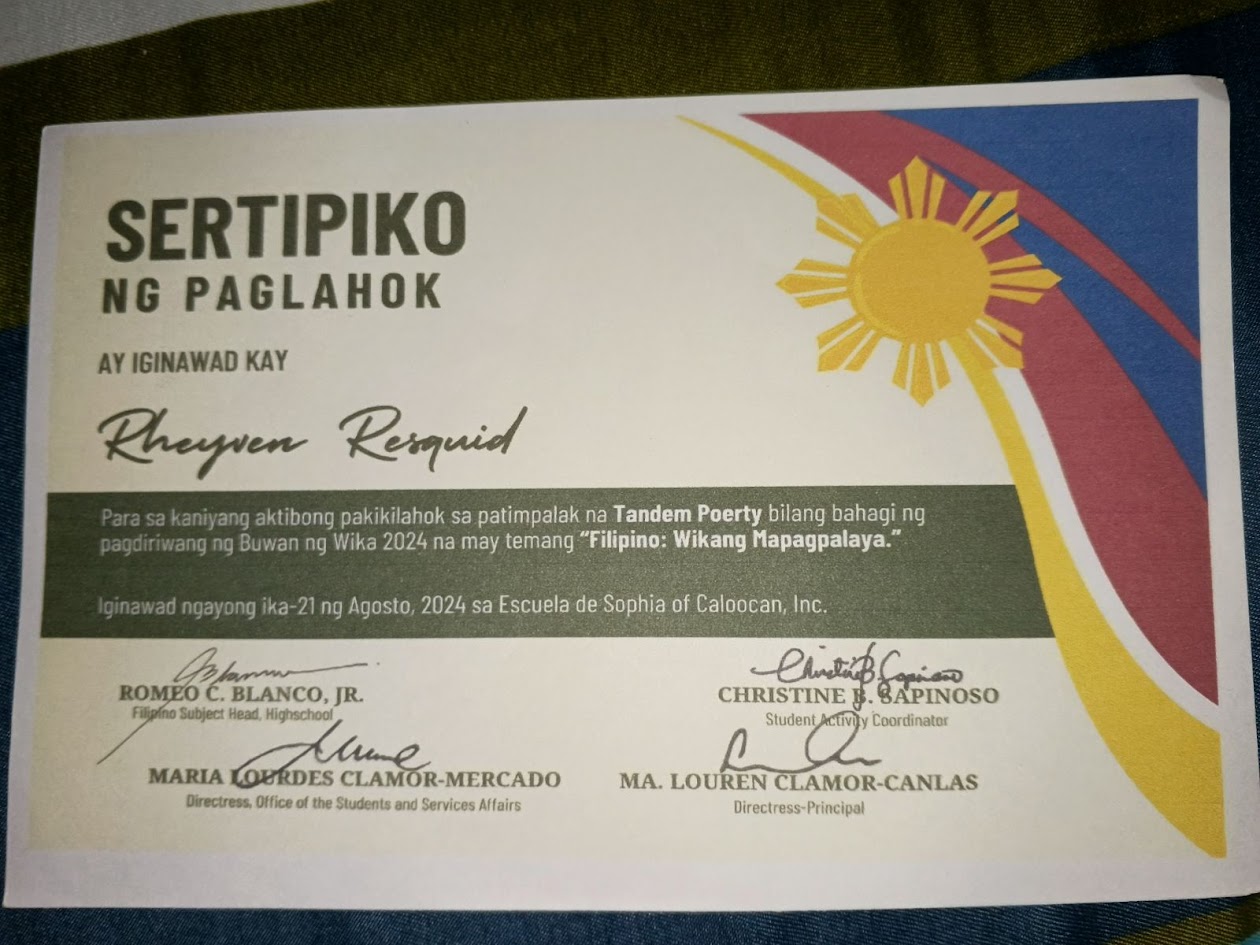 SERTIPIKO
NG PAGLAHOK
AY IGINAWAD KAY
Rheyven Resquid
Para sa kaniyang aktibong pakikilahok sa patimpalak na Tandem Poerty bilang bahagi ng
pagdiriwang ng Buwan ng Wika 2024 na may temang “Filipino: Wikang Mapagpalaya.”
Iginawad ngayong ika-21 ng Agosto, 2024 sa Escuela de Sophia of Caloocan, Inc.
ROMEO C. BLANCO, JR.
Filipino Subject Head, Highschool
CHRISTINE B. SAPINOSO
Student Activity Coordinator
MARIA LOURDES CLAMOR-MERCADO
Directress, Office of the Students and Services Affairs
MA. LOUREN CLAMOR-CANLAS
Directress-Principal